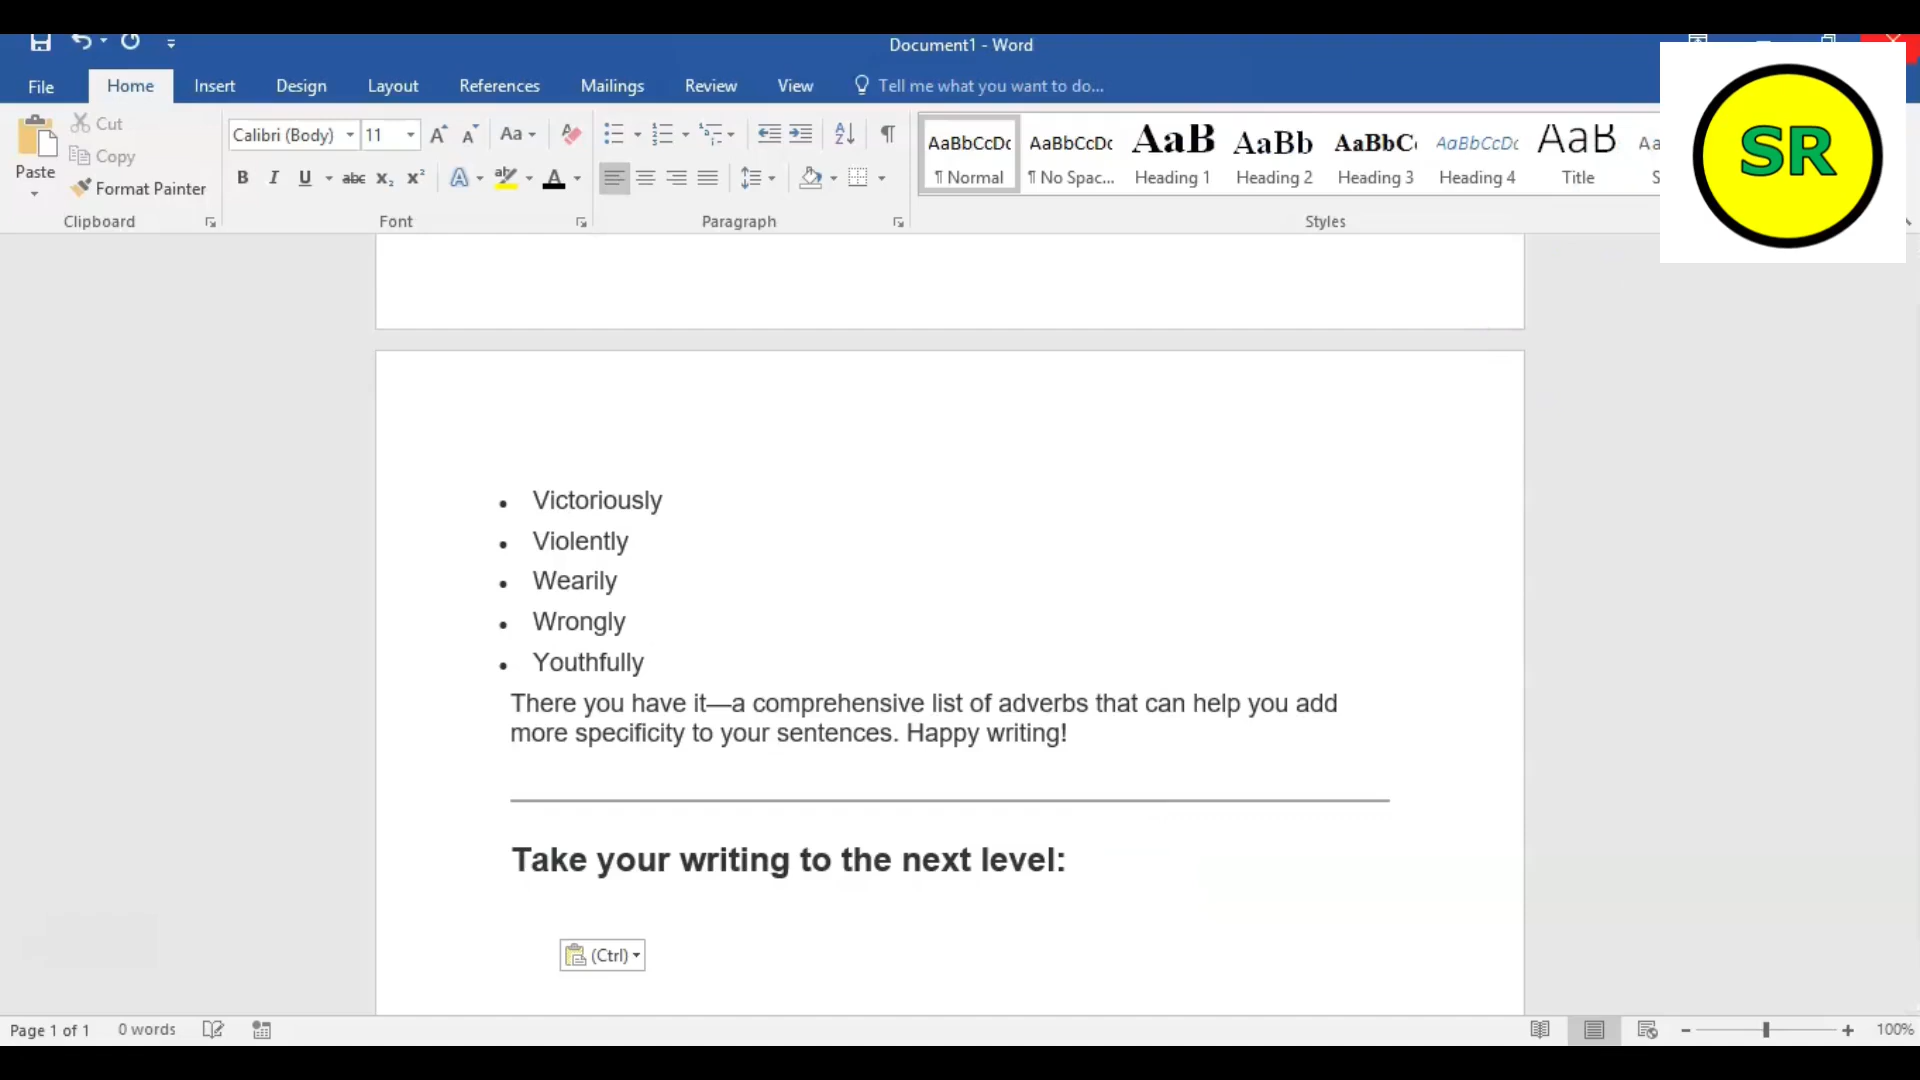 Document1 - Word
File Home Insert Design Layout References Mailings Review View Tell me what you want to do...
Paste
Cut
Copy
Format Painter
Clipboard
Calibri (Body) 11
Font
Paragraph
AaBbCcDc AaBbCcDc AaB AaBb AaBbC AaBbCcDc AaB Aa
¶ Normal ¶ No Spac... Heading 1 Heading 2 Heading 3 Heading 4 Title S
Styles
SR
• Victoriously
• Violently
• Wearily
• Wrongly
• Youthfully
There you have it—a comprehensive list of adverbs that can help you add
more specificity to your sentences. Happy writing!
Take your writing to the next level:
(Ctrl)
Page 1 of 1 0 words 100%